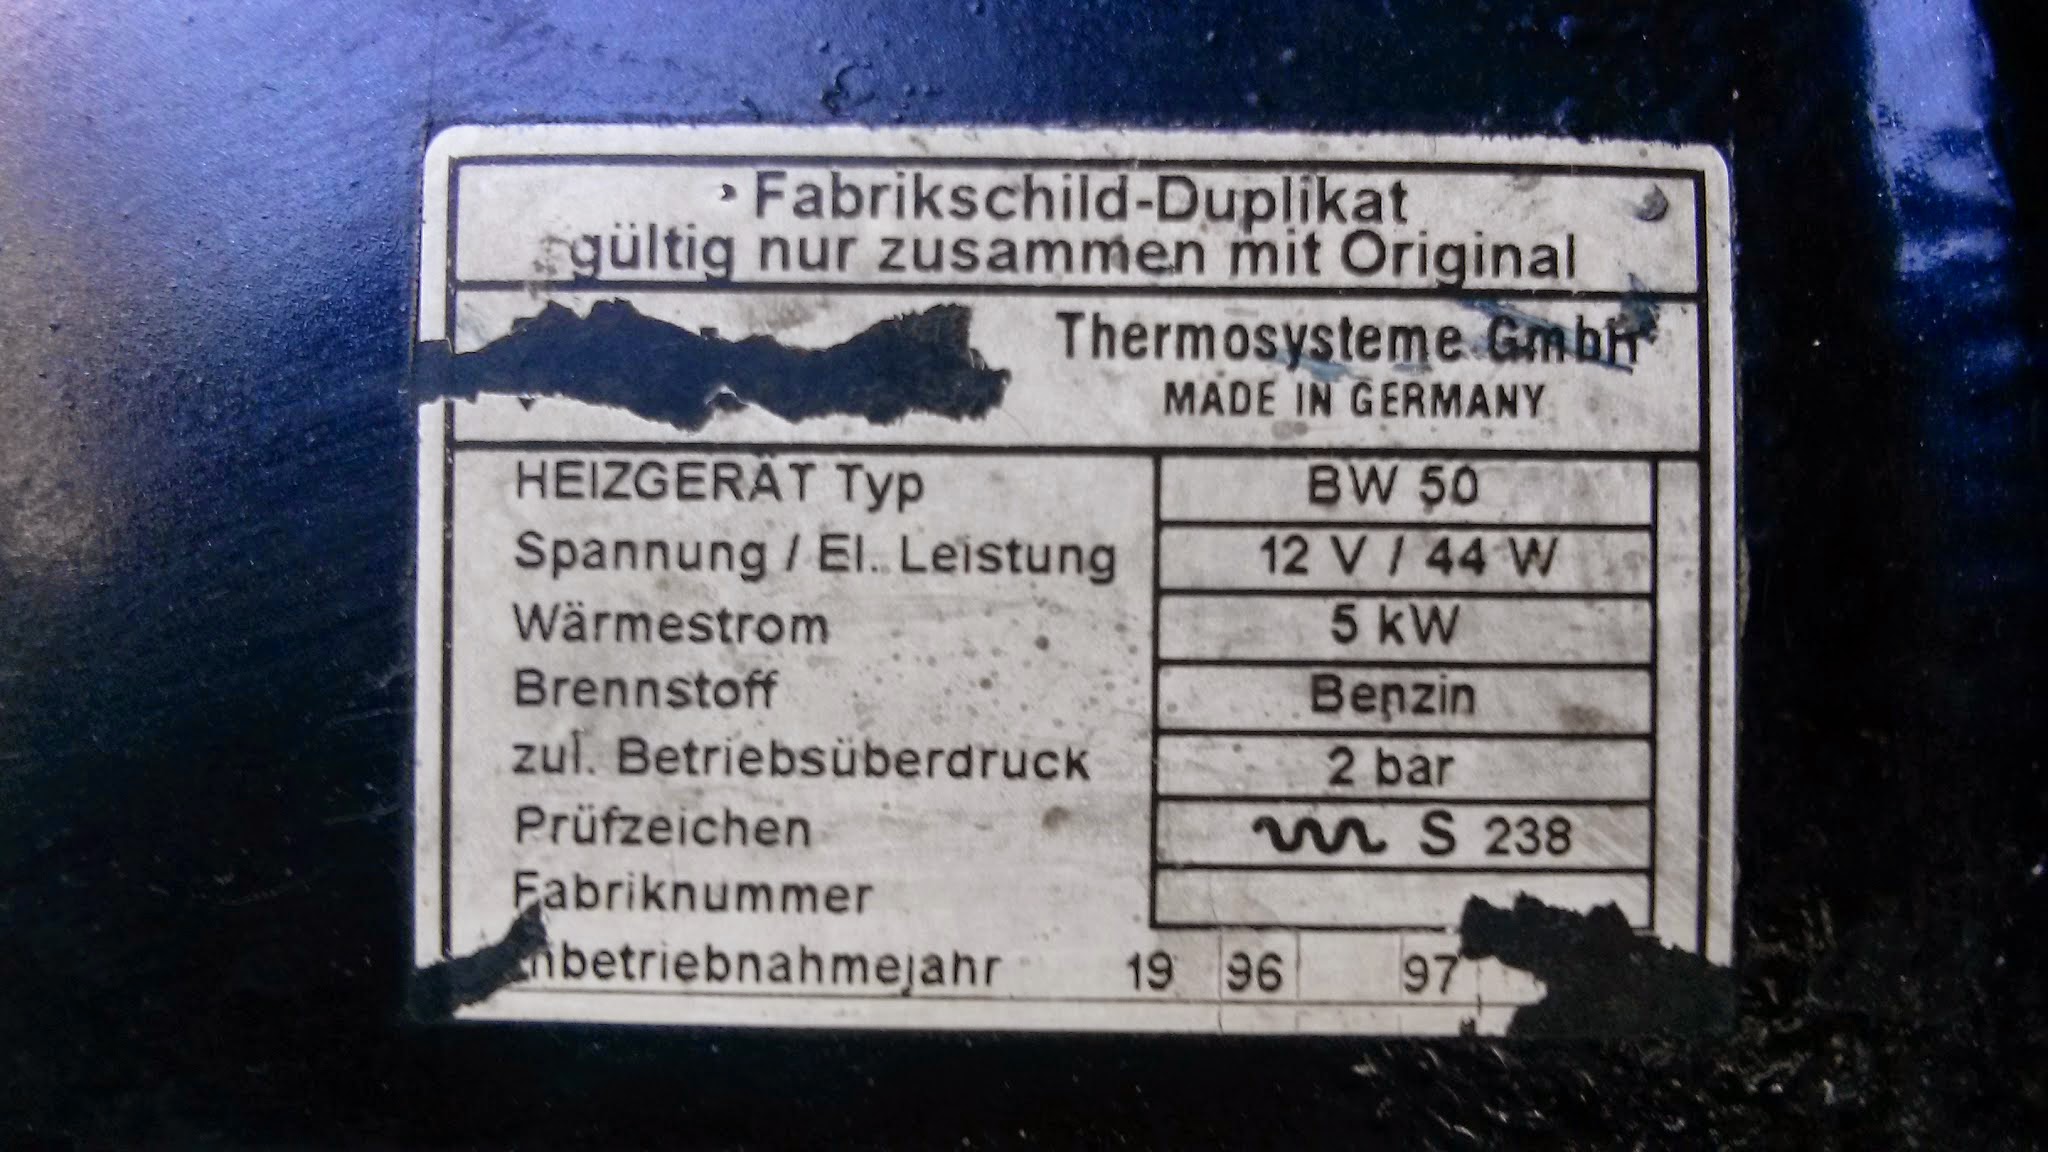 Fabrikschild-Duplikat
gültig nur zusammen mit Original
Thermosysteme GmbH
MADE IN GERMANY
HEIZGERÄT Typ BW 50
Spannung / El. Leistung 12 V / 44 W
Wärmestrom 5 kW
Brennstoff Benzin
zul. Betriebsüberdruck 2 bar
Prüfzeichen S 238
Fabriknummer
nbetriebnahmejahr 19 96 97